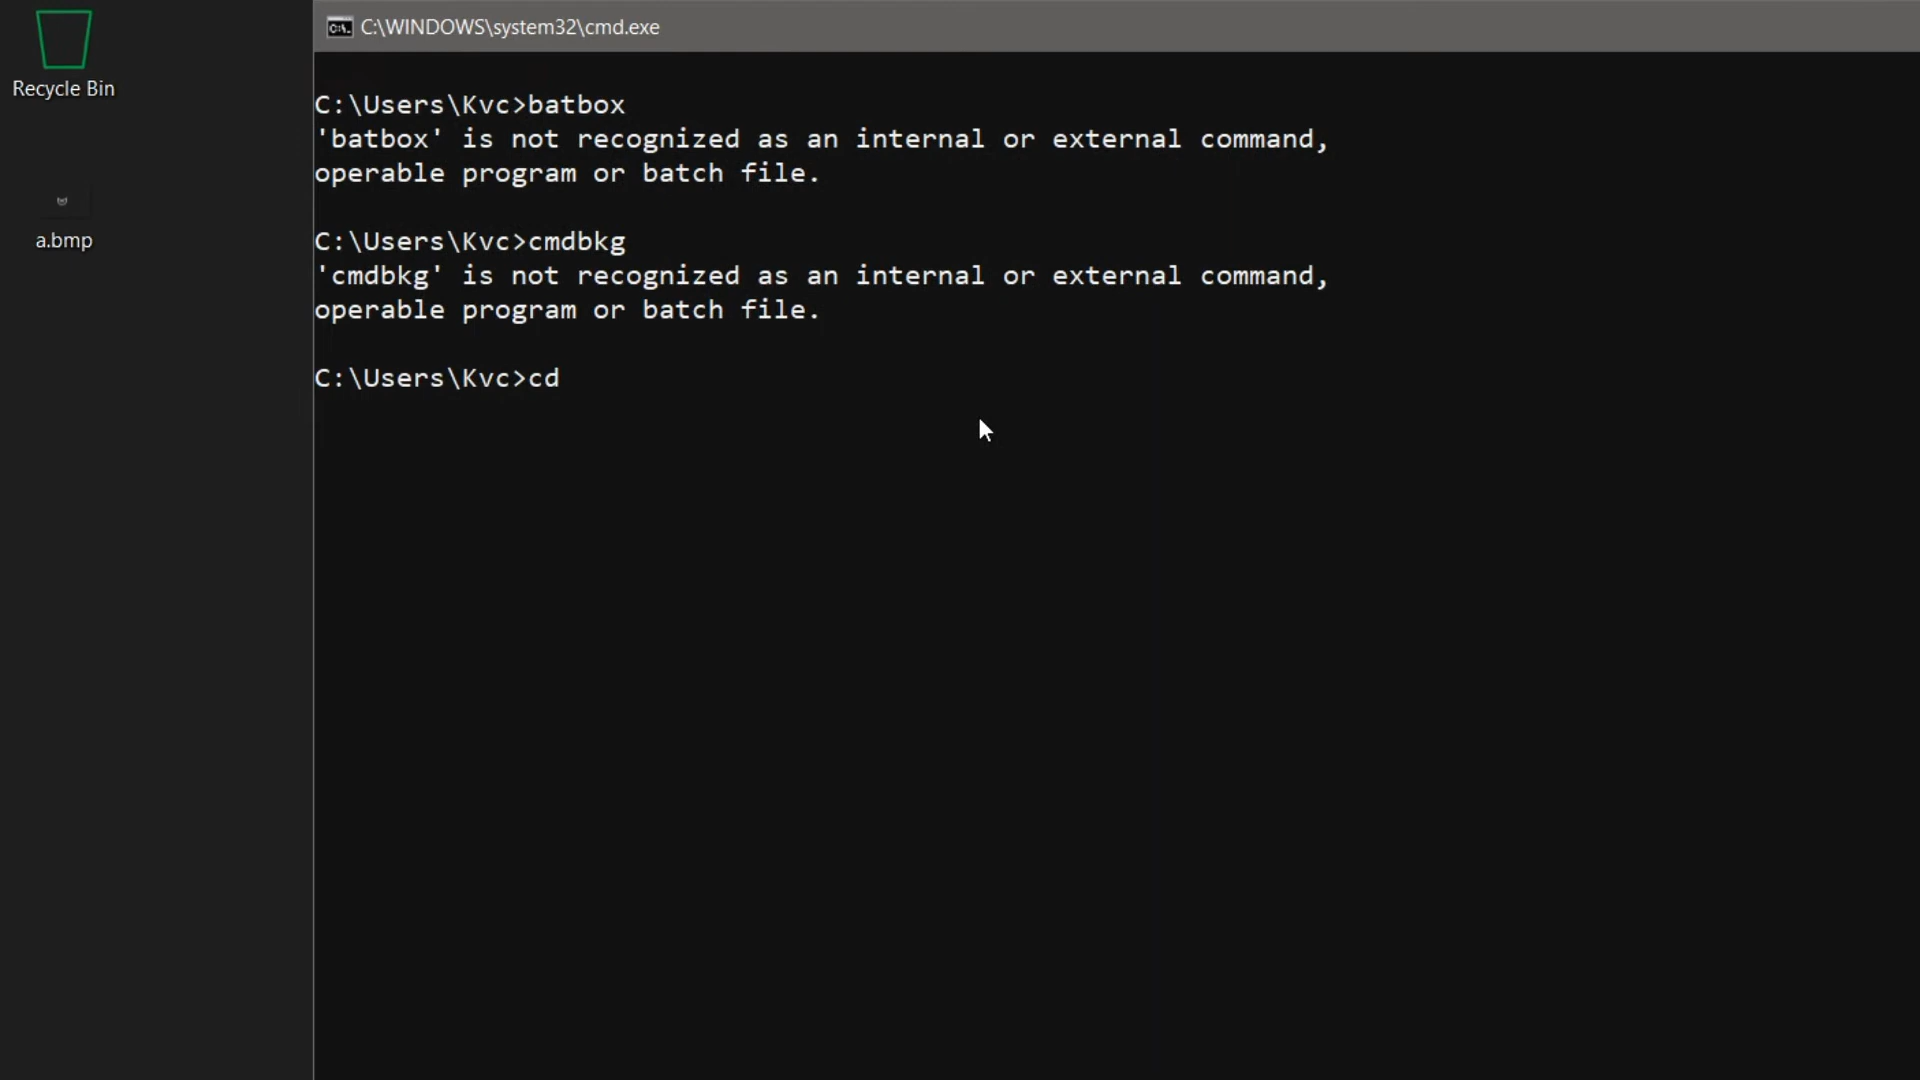 C:\WINDOWS\system32\cmd.exe
Recycle Bin
a.bmp
C:\Users\Kvc>batbox
'batbox' is not recognized as an internal or external command,
operable program or batch file.
C:\Users\Kvc>cmdbkg
'cmdbkg' is not recognized as an internal or external command,
operable program or batch file.
C:\Users\Kvc>cd